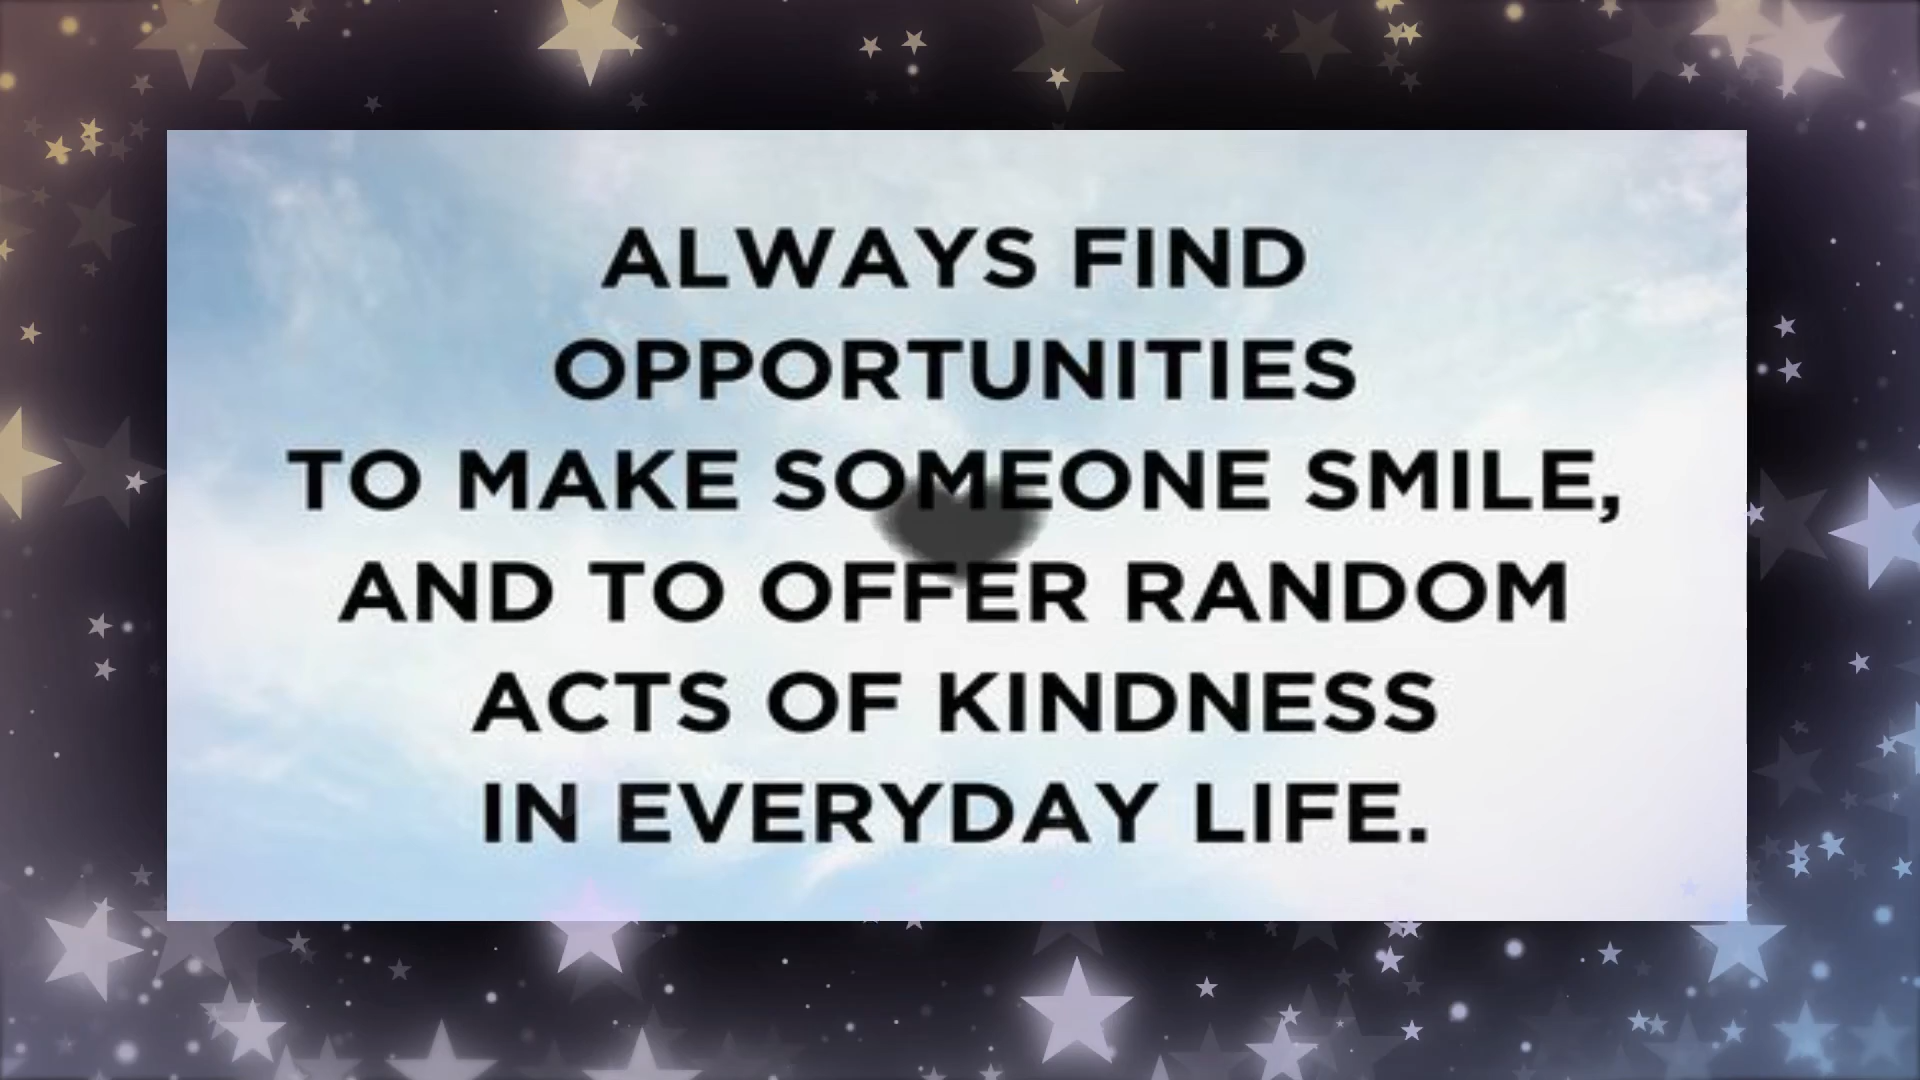 ALWAYS FIND
OPPORTUNITIES
TO MAKE SOMEONE SMILE,
AND TO OFFER RANDOM
ACTS OF KINDNESS
IN EVERYDAY LIFE.